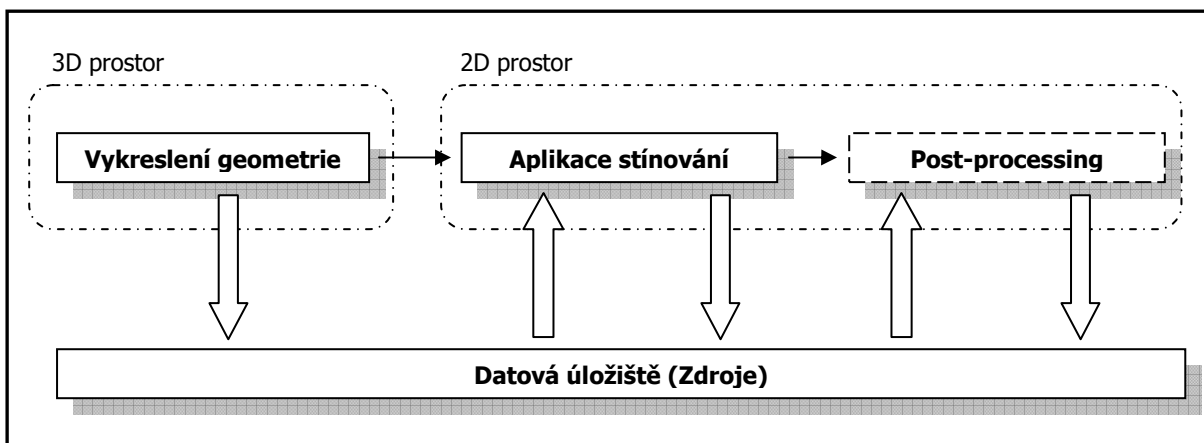 3D prostor
2D prostor
Vykreslení geometrie
Aplikace stínování
Post-processing
Datová úložiště (Zdroje)